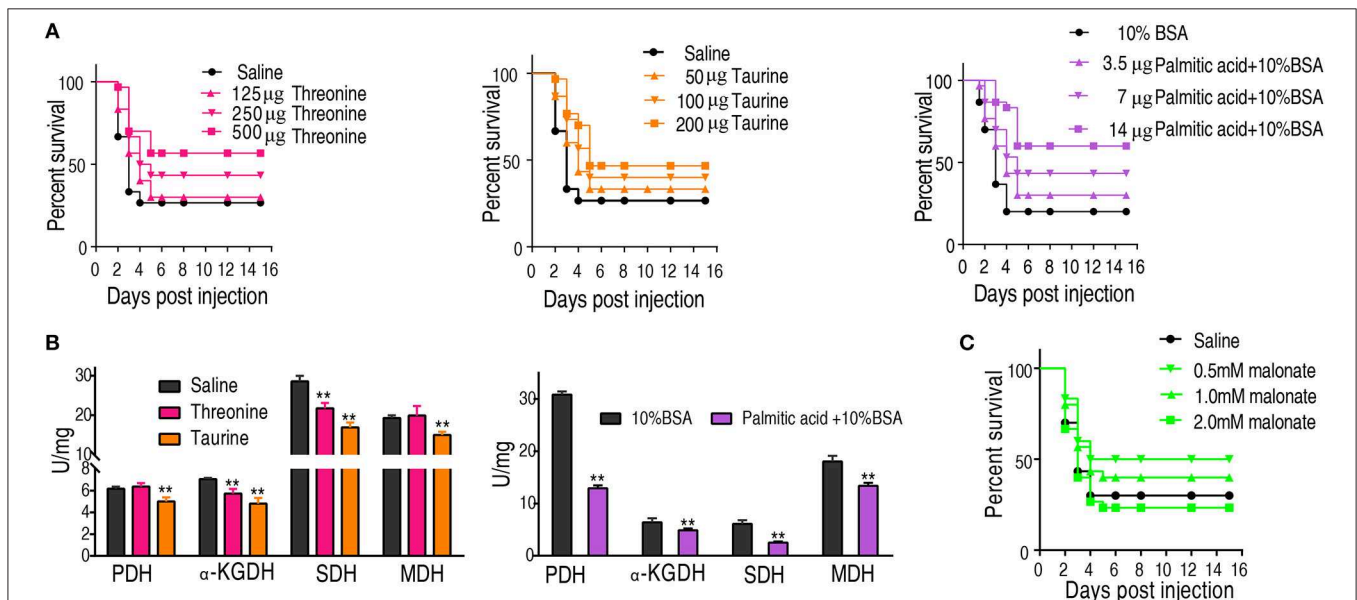 A
Percent survival
100
50
0
Saline
125 µg Threonine
250 µg Threonine
500 µg Threonine
0 2 4 6 8 10 12 14 16
Days post injection
Percent survival
100
50
0
Saline
50 µg Taurine
100 µg Taurine
200 µg Taurine
0 2 4 6 8 10 12 14 16
Days post injection
Percent survival
100
50
0
10% BSA
3.5 µg Palmitic acid+10%BSA
7 µg Palmitic acid+10%BSA
14 µg Palmitic acid+10%BSA
0 2 4 6 8 10 12 14 16
Days post injection
B
U/mg
30
20
10
8
6
4
2
0
Saline
Threonine
Taurine
**
**
**
**
**
**
PDH α-KGDH SDH MDH
U/mg
30
20
10
0
10%BSA
Palmitic acid +10%BSA
**
**
**
**
PDH α-KGDH SDH MDH
C
Percent survival
100
50
0
Saline
0.5mM malonate
1.0mM malonate
2.0mM malonate
0 2 4 6 8 10 12 14 16
Days post injection